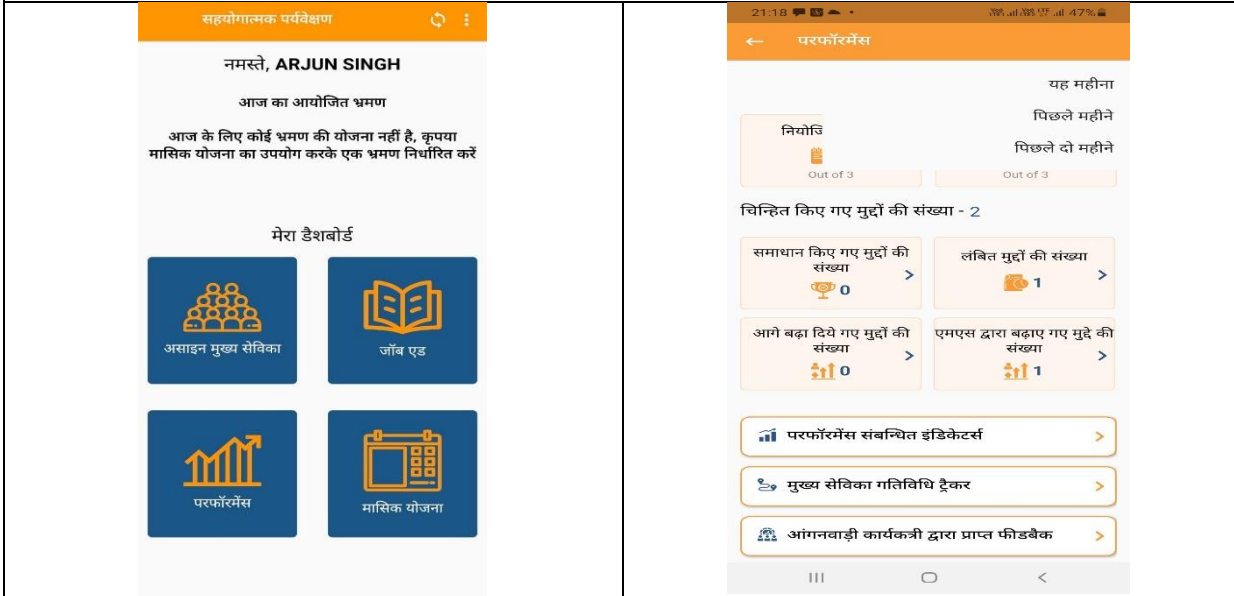 सहयोगात्मक पर्यवेक्षण
नमस्ते, ARJUN SINGH
आज का आयोजित भ्रमण
आज के लिए कोई भ्रमण की योजना नहीं है, कृपया
मासिक योजना का उपयोग करके एक भ्रमण निर्धारित करें
मेरा डैशबोर्ड
असाइन मुख्य सेविका
जॉब एड
परफॉरमेंस
मासिक योजना
21:18 47%
परफॉरमेंस
यह महीना
पिछले महीने
पिछले दो महीने
नियोजि
Out of 3
Out of 3
चिन्हित किए गए मुद्दों की संख्या - 2
समाधान किए गए मुद्दों की
संख्या
0
लंबित मुद्दों की संख्या
1
आगे बढ़ा दिये गए मुद्दों की
संख्या
0
एमएस द्वारा बढ़ाए गए मुद्दे की
संख्या
1
परफॉरमेंस संबन्धित इंडिकेटर्स
मुख्य सेविका गतिविधि ट्रैकर
आंगनवाड़ी कार्यकत्री द्वारा प्राप्त फीडबैक